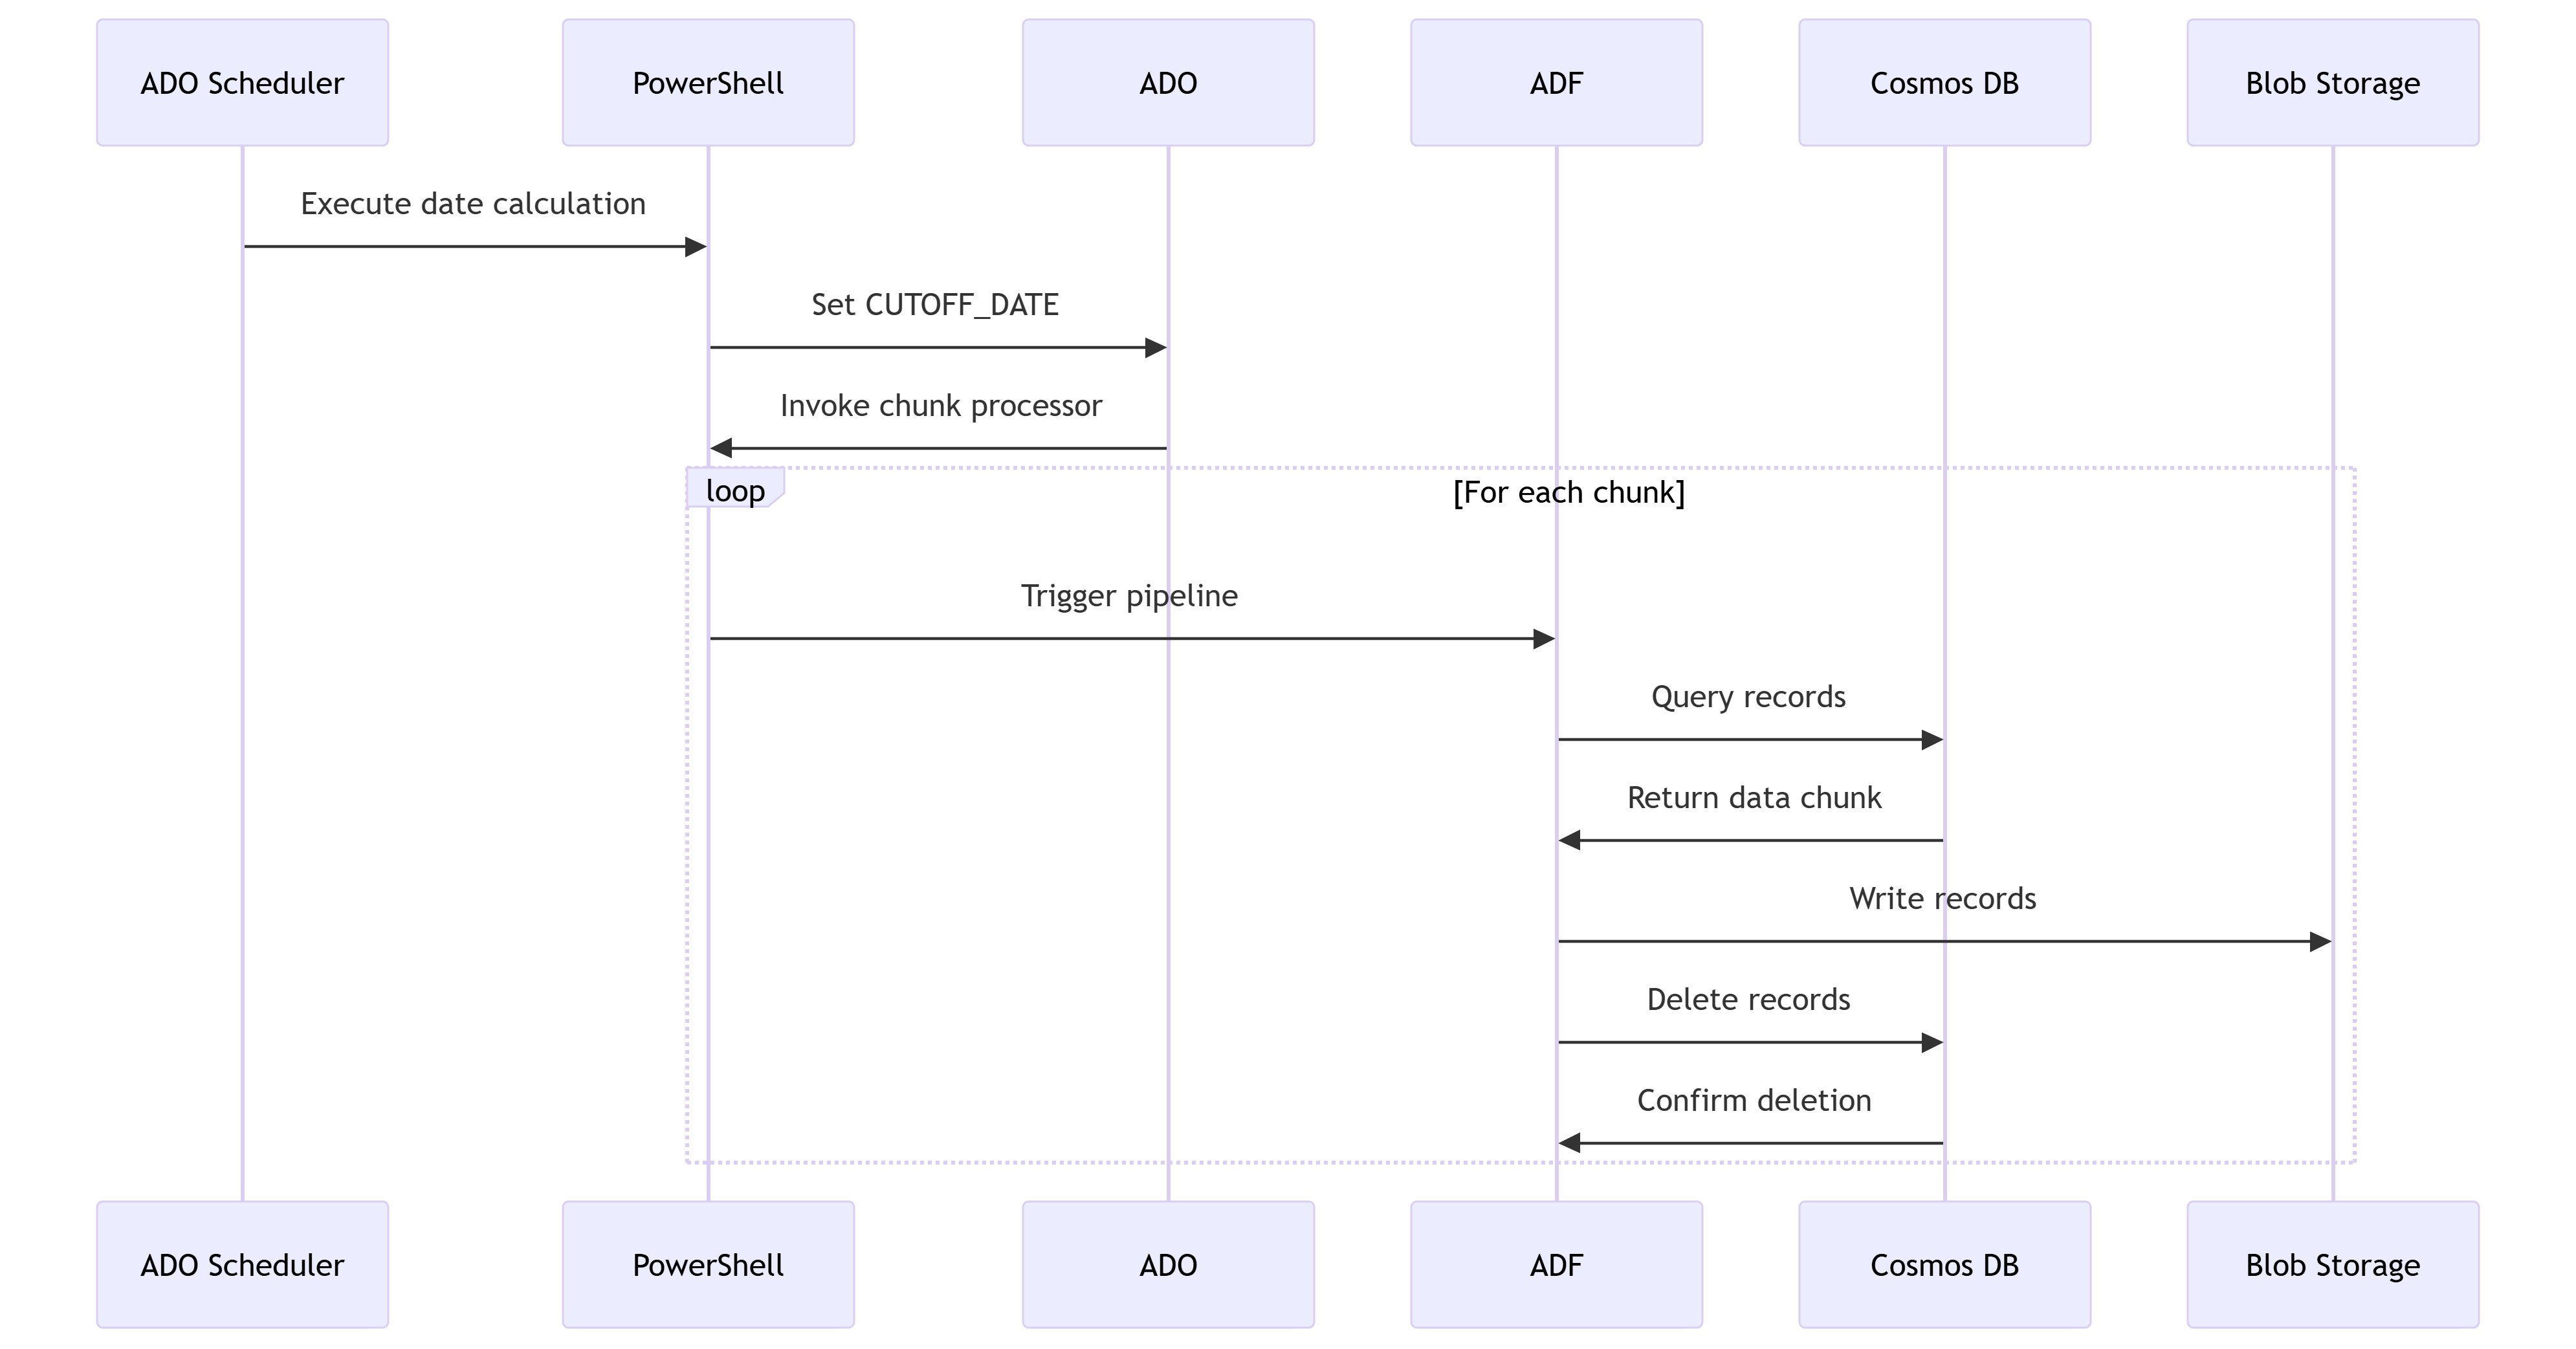 ADO Scheduler
PowerShell
ADO
ADF
Cosmos DB
Blob Storage
Execute date calculation
Set CUTOFF_DATE
Invoke chunk processor
loop
[For each chunk]
Trigger pipeline
Query records
Return data chunk
Write records
Delete records
Confirm deletion
ADO Scheduler
PowerShell
ADO
ADF
Cosmos DB
Blob Storage